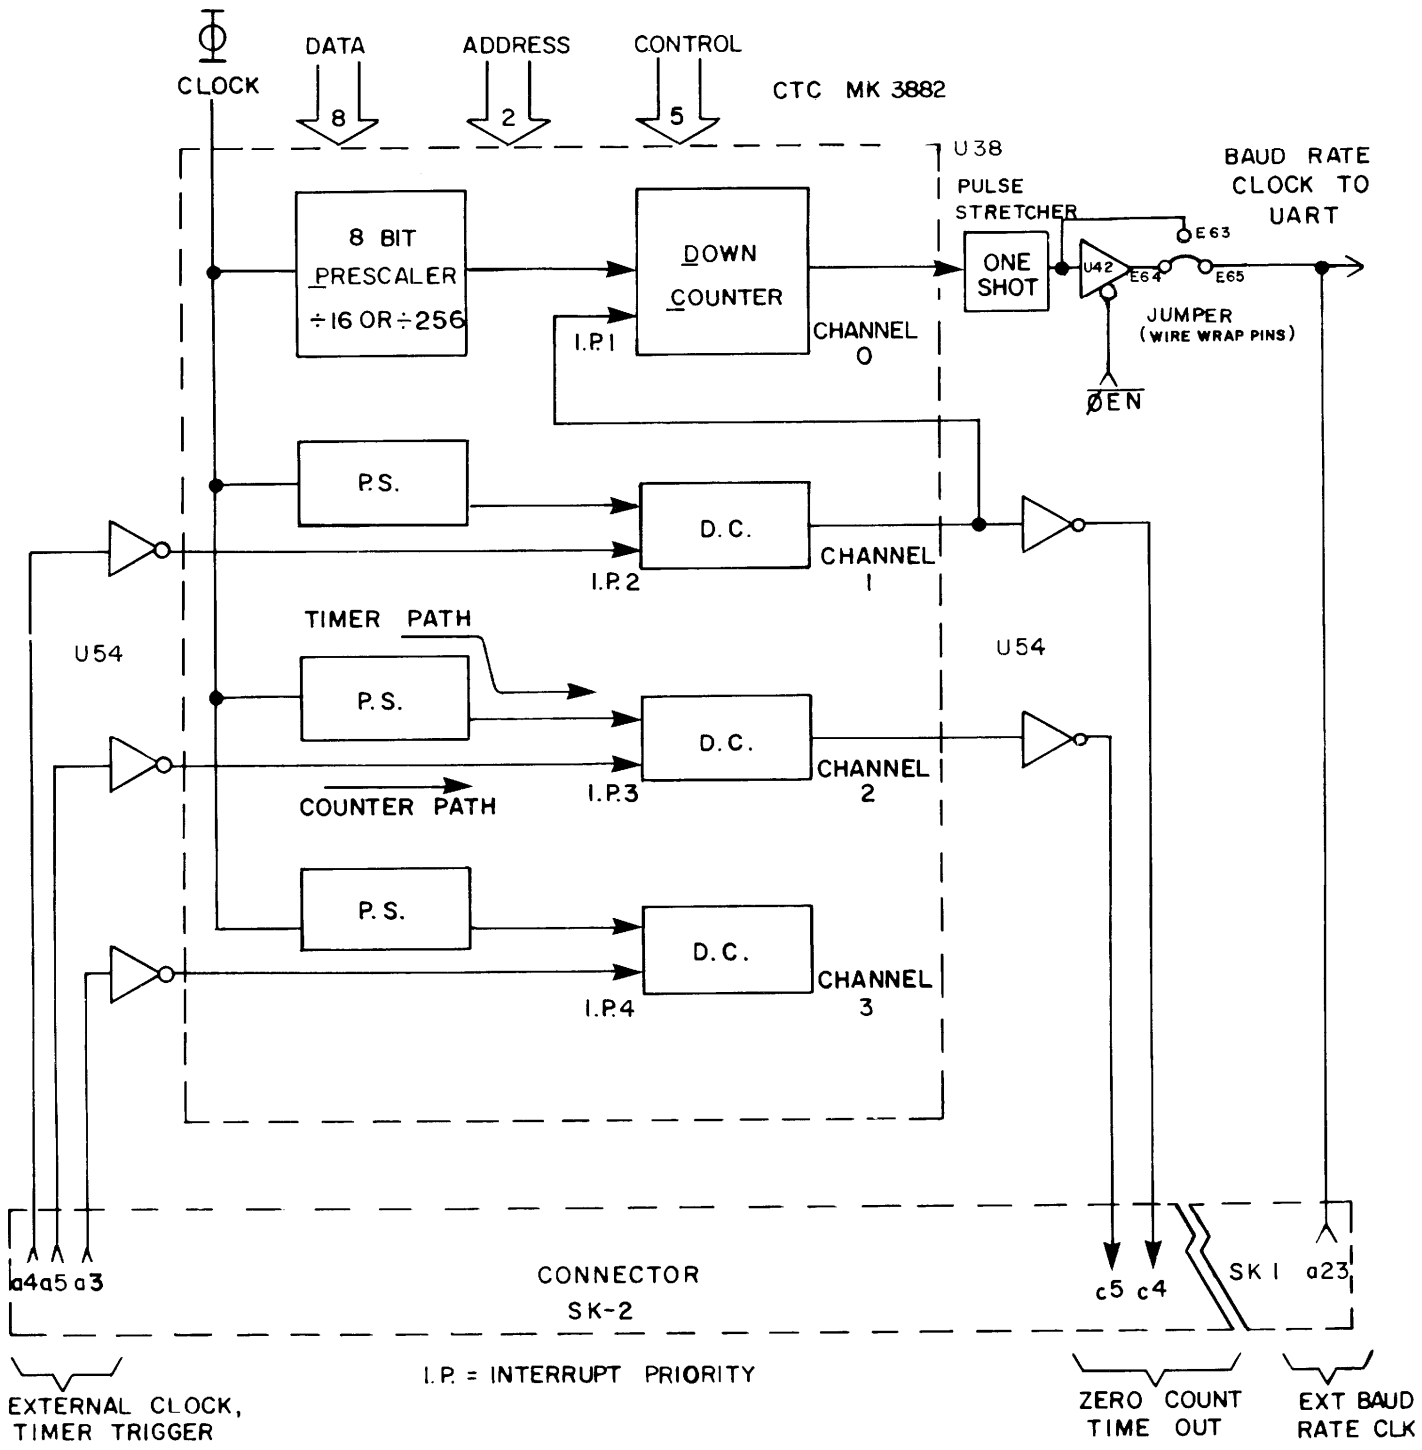 Φ
CLOCK
DATA
8
ADDRESS
2
CONTROL
5
CTC MK 3882
U38
PULSE
STRETCHER
BAUD RATE
CLOCK TO
UART
8 BIT
PRESCALER
÷16 OR ÷256
DOWN
COUNTER
I.P.1
CHANNEL
0
ONE
SHOT
U42
E63
E64
E65
JUMPER
(WIRE WRAP PINS)
ØEN
P.S.
D.C.
I.P.2
CHANNEL
1
TIMER PATH
U54
U54
P.S.
D.C.
I.P.3
CHANNEL
2
COUNTER PATH
P.S.
D.C.
I.P.4
CHANNEL
3
a4 a5 a3
CONNECTOR
SK-2
c5 c4
SK1 a23
I.P. = INTERRUPT PRIORITY
EXTERNAL CLOCK,
TIMER TRIGGER
ZERO COUNT
TIME OUT
EXT BAUD
RATE CLK